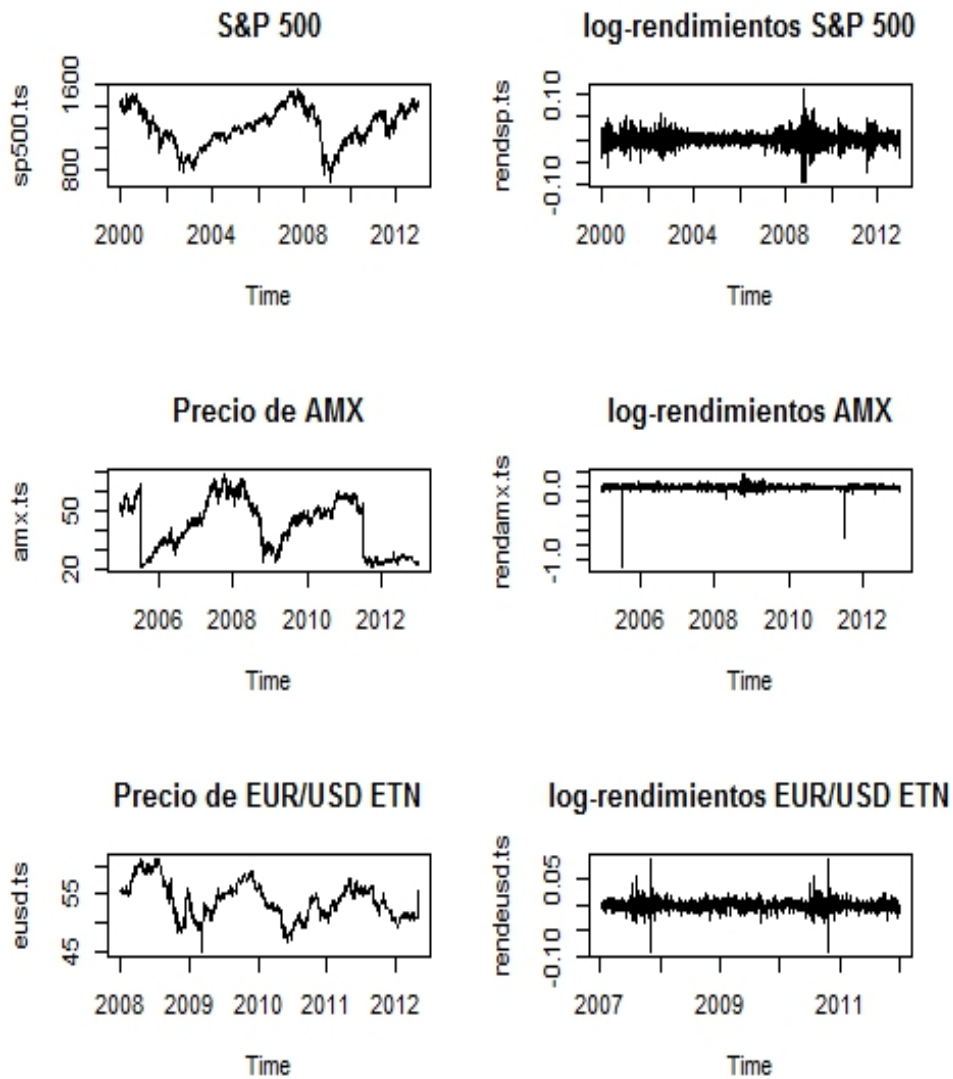 S&P 500
sp500.ts
1600
800
2000 2004 2008 2012
Time
log-rendimientos S&P 500
rendsp.ts
0.10
-0.10
2000 2004 2008 2012
Time
Precio de AMX
amx.ts
50
20
2006 2008 2010 2012
Time
log-rendimientos AMX
rendamx.ts
0.0
-1.0
2006 2008 2010 2012
Time
Precio de EUR/USD ETN
eusd.ts
55
45
2008 2009 2010 2011 2012
Time
log-rendimientos EUR/USD ETN
rendeusd.ts
0.05
-0.10
2007 2009 2011
Time